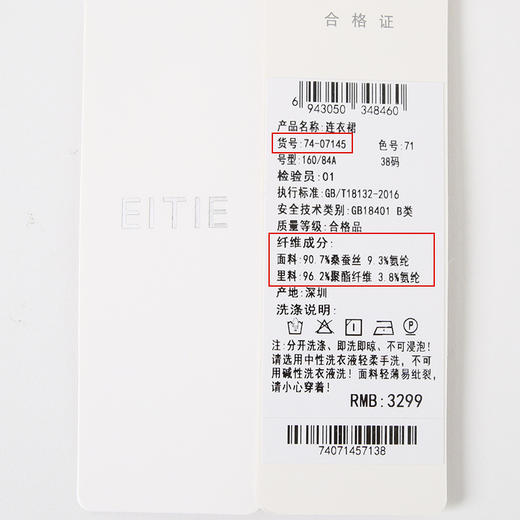 合格证
6 943050 348460
产品名称:连衣裙
货号:74-07145 色号:71
号型:160/84A 38码
检验员:01
执行标准:GB/T18132-2016
安全技术类别:GB18401 B类
质量等级:合格品
纤维成分:
面料:90.7%桑蚕丝 9.3%氨纶
里料:96.2%聚酯纤维 3.8%氨纶
产地:深圳
洗涤说明:
注:分开洗涤、即洗即晾、不可浸泡!
请选用中性洗衣液轻柔手洗,不可
用碱性洗衣液洗!面料轻薄易纰裂,
请小心穿着!
RMB:3299
74071457138
EITIE